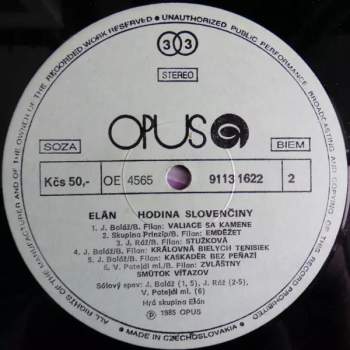 ALL RIGHTS OF THE MANUFACTURER AND OF THE OWNER OF THE RECORDED WORK RESERVED • UNAUTHORIZED PUBLIC PERFORMANCE, BROADCASTING AND COPYING OF THIS RECORD PROHIBITED
33
STEREO
OPUS
SOZA
BIEM
Kčs 50,-
OE 4565
9113 1622
2
ELÁN HODINA SLOVENČINY
1. J. Baláž/B. Filan: VALIACE SA KAMENE
2. Skupina Princíp/B. Filan: EMDÉŽET
3. J. Ráž/B. Filan: STUŽKOVÁ
4. J. Baláž/B. Filan: KRÁĽOVNÁ BIELYCH TENISIEK
5. J. Baláž/B. Filan: KASKADÉR BEZ PEŇAZÍ
6. V. Patejdl ml./B. Filan: ZVLÁŠTNY
SMÚTOK VÍŤAZOV
Sólový spev: J. Baláž (1, 5), J. Ráž (2-5),
V. Patejdl ml. (6)
Hrá skupina Elán
℗ 1985 OPUS
• MADE IN CZECHOSLOVAKIA •